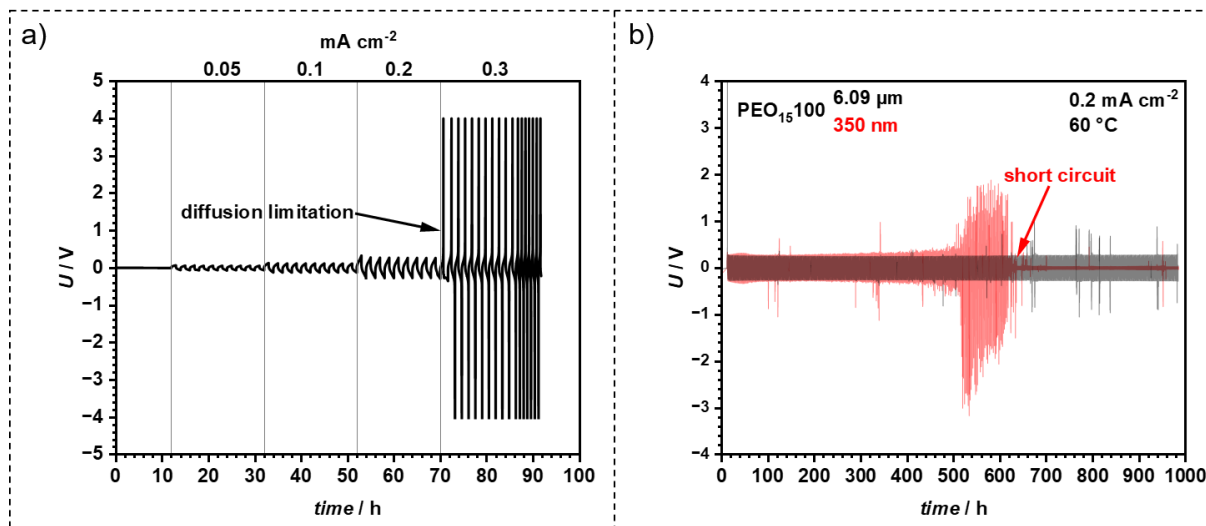 a)
mA cm⁻²
0.05 0.1 0.2 0.3
5
4
3
2
1
0
−1
−2
−3
−4
−5
U / V
diffusion limitation
0 10 20 30 40 50 60 70 80 90 100
time / h
b)
4
3
2
1
0
−1
−2
−3
−4
U / V
PEO₁₅100 6.09 µm
350 nm
0.2 mA cm⁻²
60 °C
short circuit
0 100 200 300 400 500 600 700 800 900 1000
time / h